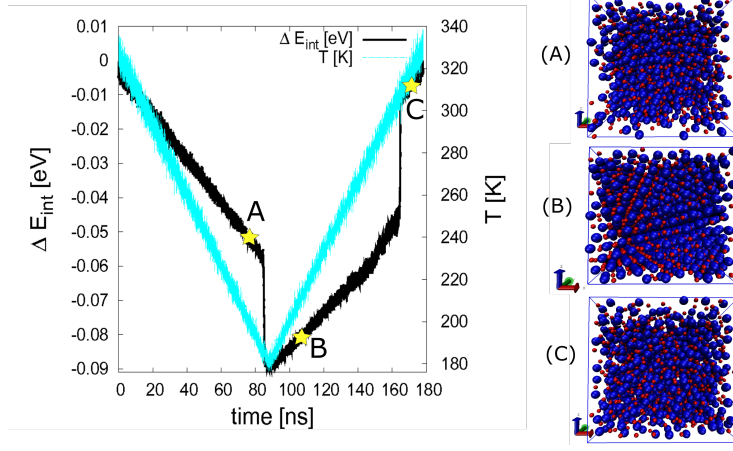 0.01
0
-0.01
-0.02
-0.03
-0.04
-0.05
-0.06
-0.07
-0.08
-0.09
Δ E_int [eV]
0 20 40 60 80 100 120 140 160 180
time [ns]
340
320
300
280
260
240
220
200
180
T [K]
Δ E_int [eV]
T [K]
A
B
C
(A)
(B)
(C)